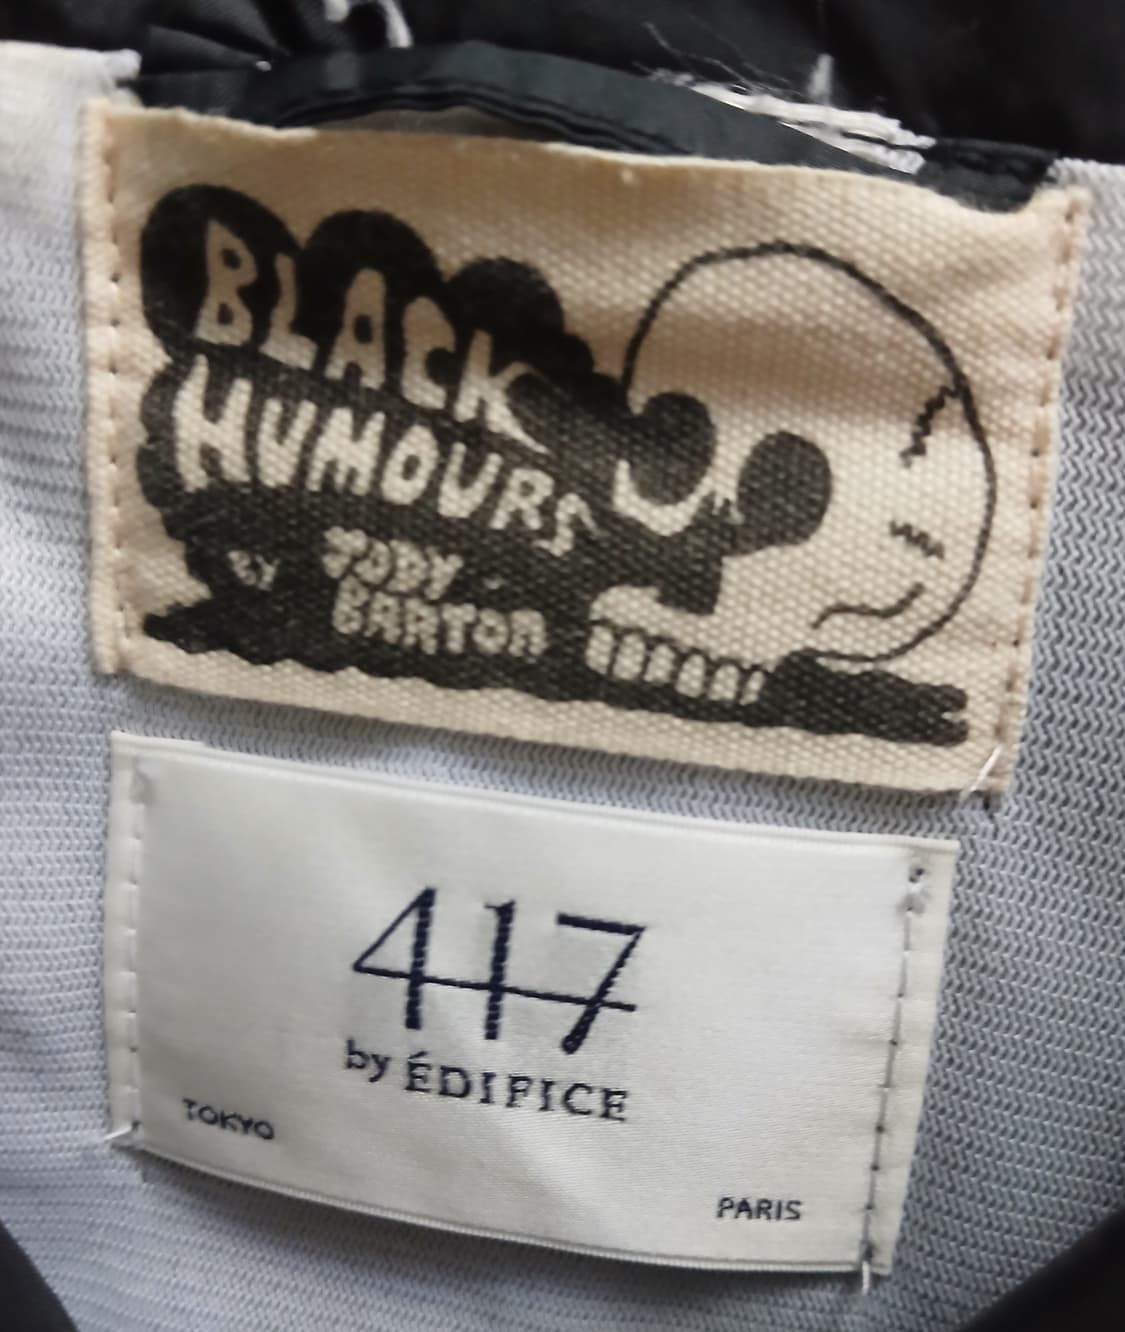 BLACK
HUMOURS
BY JODY
BARTON
417
by ÉDIFICE
TOKYO
PARIS